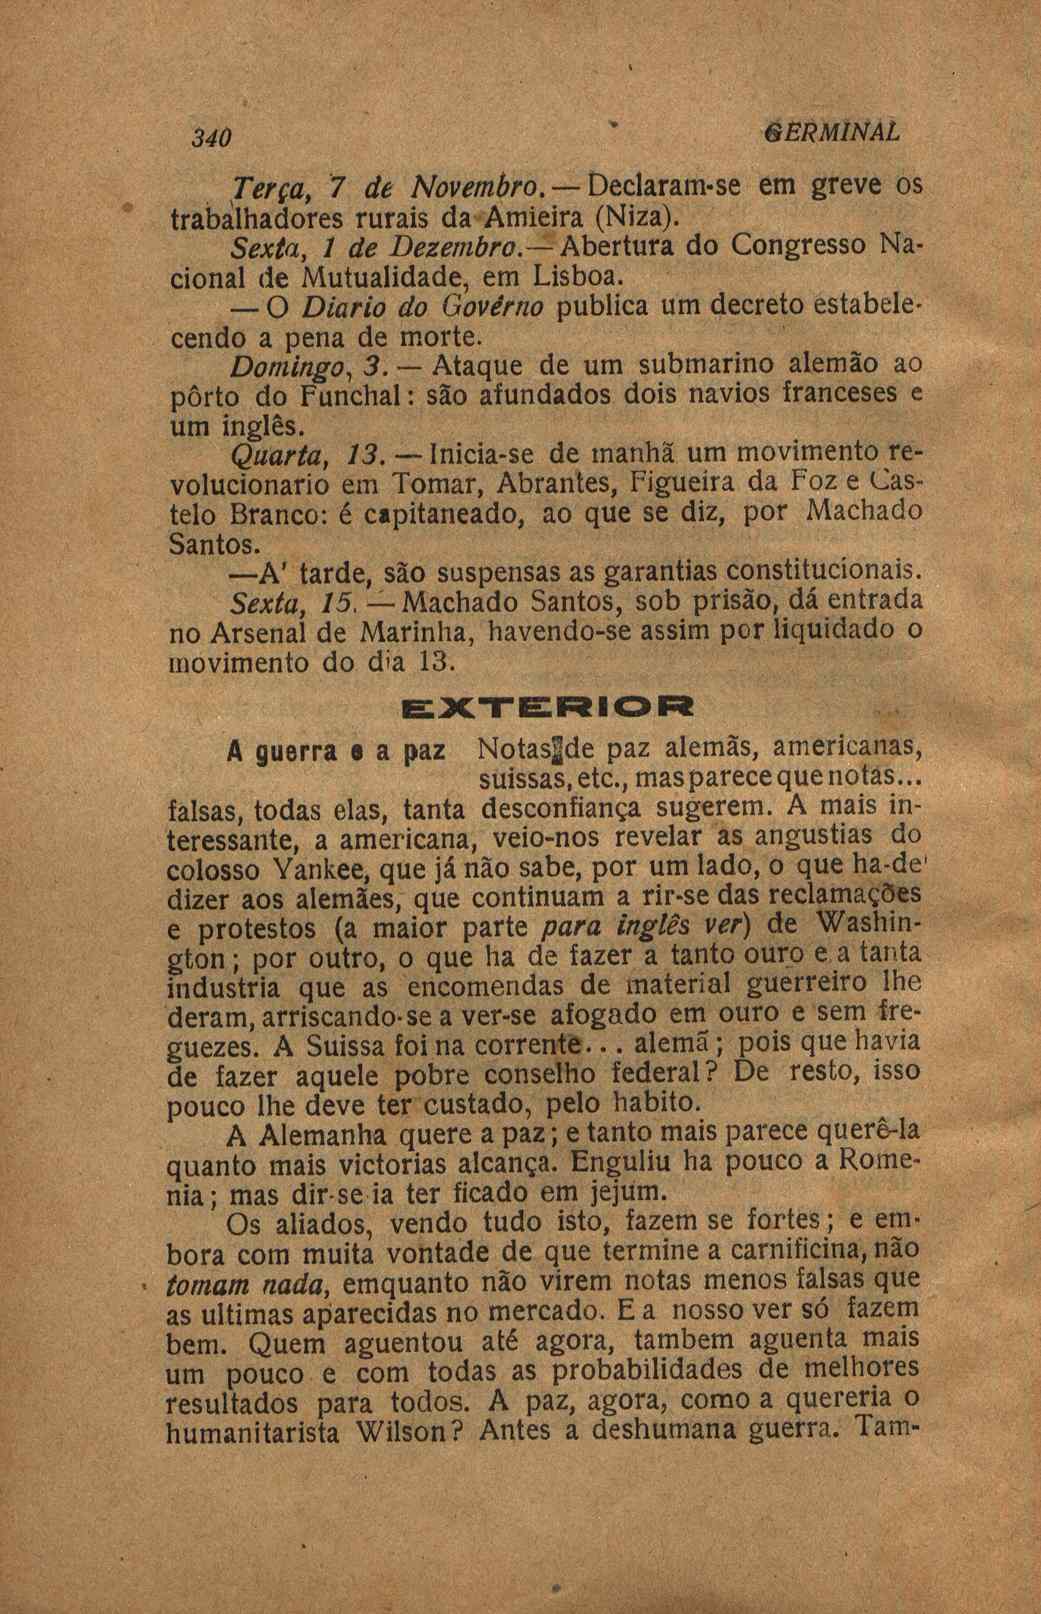 340
GERMINAL
Terça, 7 de Novembro. — Declaram-se em greve os
trabalhadores rurais da Amieira (Niza).
Sexta, 1 de Dezembro. — Abertura do Congresso Na-
cional de Mutualidade, em Lisboa.
— O Diario do Govêrno publica um decreto estabele-
cendo a pena de morte.
Domingo, 3. — Ataque de um submarino alemão ao
pôrto do Funchal: são afundados dois navios franceses e
um inglês.
Quarta, 13. — Inicia-se de manhã um movimento re-
volucionario em Tomar, Abrantes, Figueira da Foz e Cas-
telo Branco: é capitaneado, ao que se diz, por Machado
Santos.
—A' tarde, são suspensas as garantias constitucionais.
Sexta, 15. — Machado Santos, sob prisão, dá entrada
no Arsenal de Marinha, havendo-se assim por liquidado o
movimento do dia 13.
EXTERIOR
A guerra e a paz Notas de paz alemãs, americanas,
suissas, etc., mas parece que notas...
falsas, todas elas, tanta desconfiança sugerem. A mais in-
teressante, a americana, veio-nos revelar as angustias do
colosso Yankee, que já não sabe, por um lado, o que ha-de
dizer aos alemães, que continuam a rir-se das reclamações
e protestos (a maior parte para inglês ver) de Washin-
gton; por outro, o que ha de fazer a tanto ouro e a tanta
industria que as encomendas de material guerreiro lhe
deram, arriscando-se a ver-se afogado em ouro e sem fre-
guezes. A Suissa foi na corrente... alemã; pois que havia
de fazer aquele pobre conselho federal? De resto, isso
pouco lhe deve ter custado, pelo habito.
A Alemanha quere a paz; e tanto mais parece querê-la
quanto mais victorias alcança. Enguliu ha pouco a Rome-
nia; mas dir-se ia ter ficado em jejum.
Os aliados, vendo tudo isto, fazem se fortes; e em-
bora com muita vontade de que termine a carnificina, não
tomam nada, emquanto não virem notas menos falsas que
as ultimas aparecidas no mercado. E a nosso ver só fazem
bem. Quem aguentou até agora, tambem aguenta mais
um pouco e com todas as probabilidades de melhores
resultados para todos. A paz, agora, como a quereria o
humanitarista Wilson? Antes a deshumana guerra. Tam-